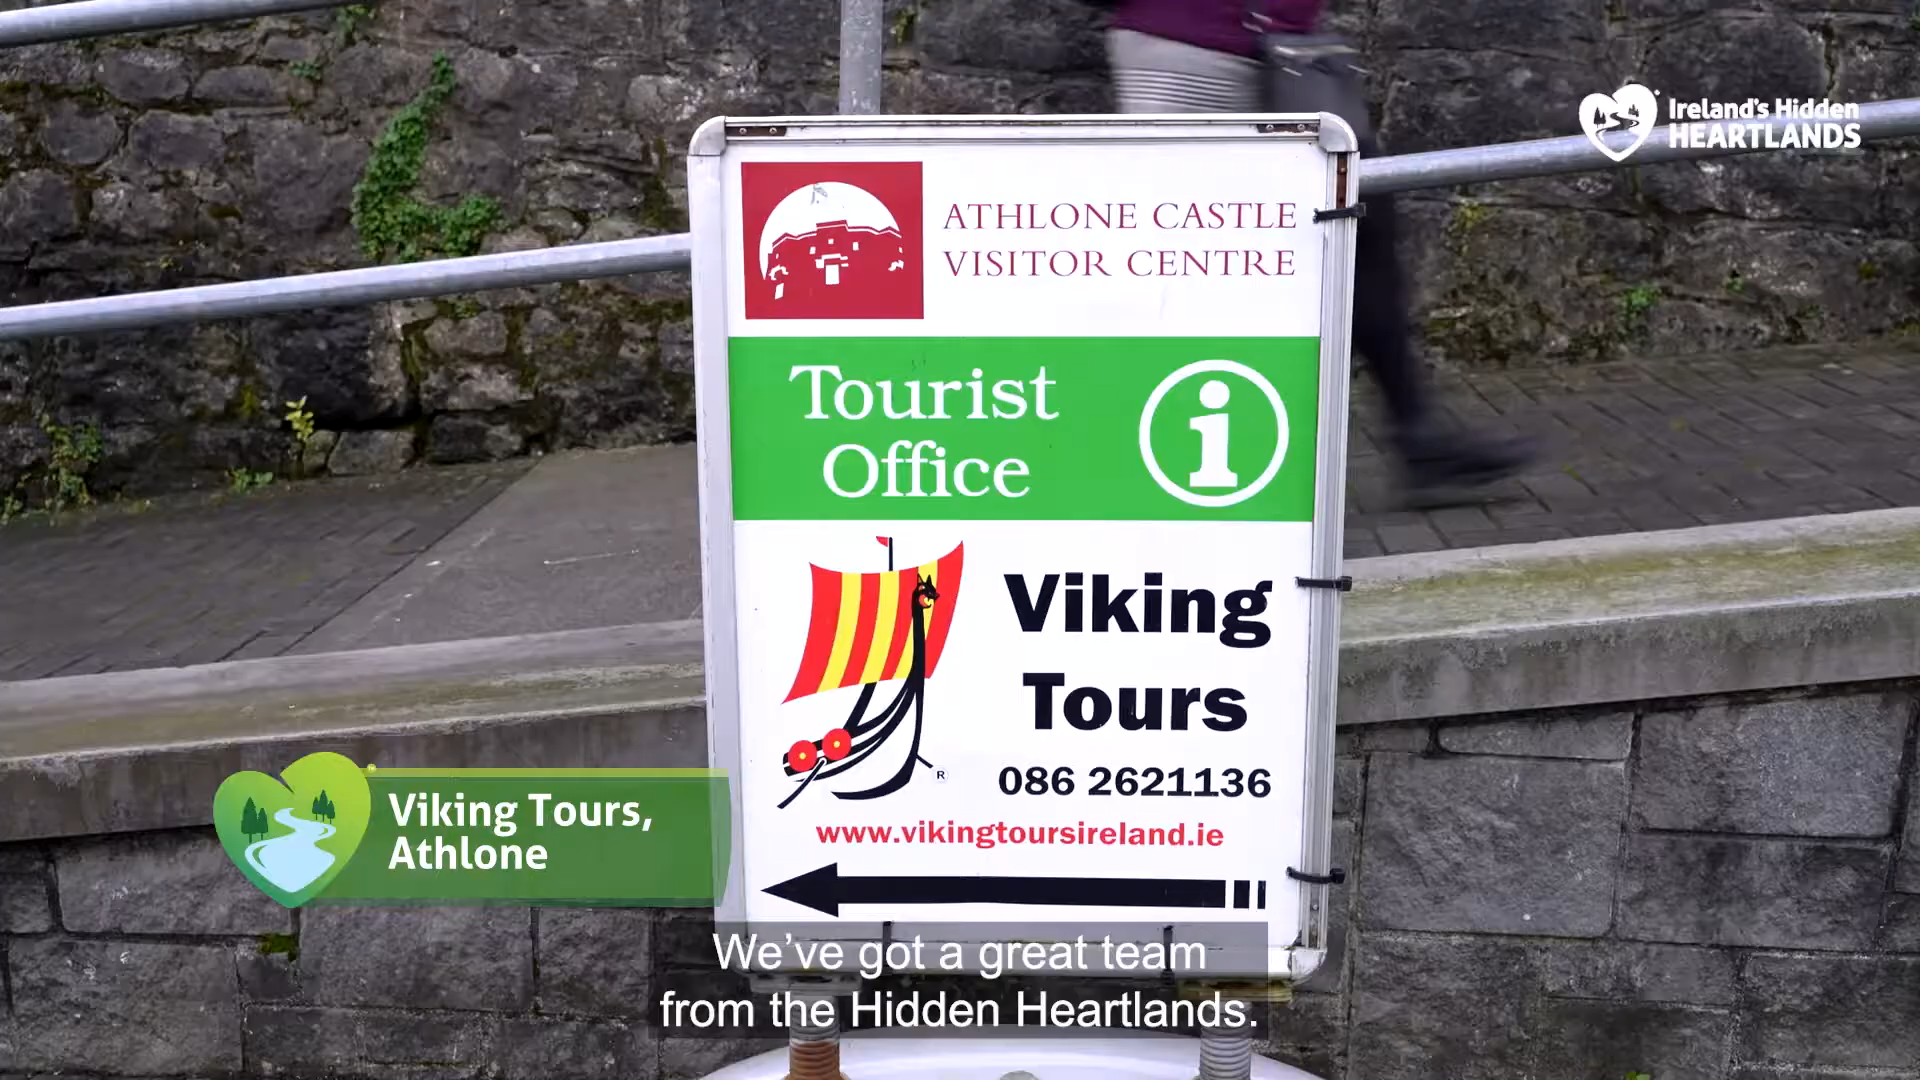 Ireland's Hidden
HEARTLANDS
ATHLONE CASTLE
VISITOR CENTRE
Tourist
Office
i
Viking
Tours
086 2621136
www.vikingtoursireland.ie
®
Viking Tours,
Athlone
We’ve got a great team
from the Hidden Heartlands.